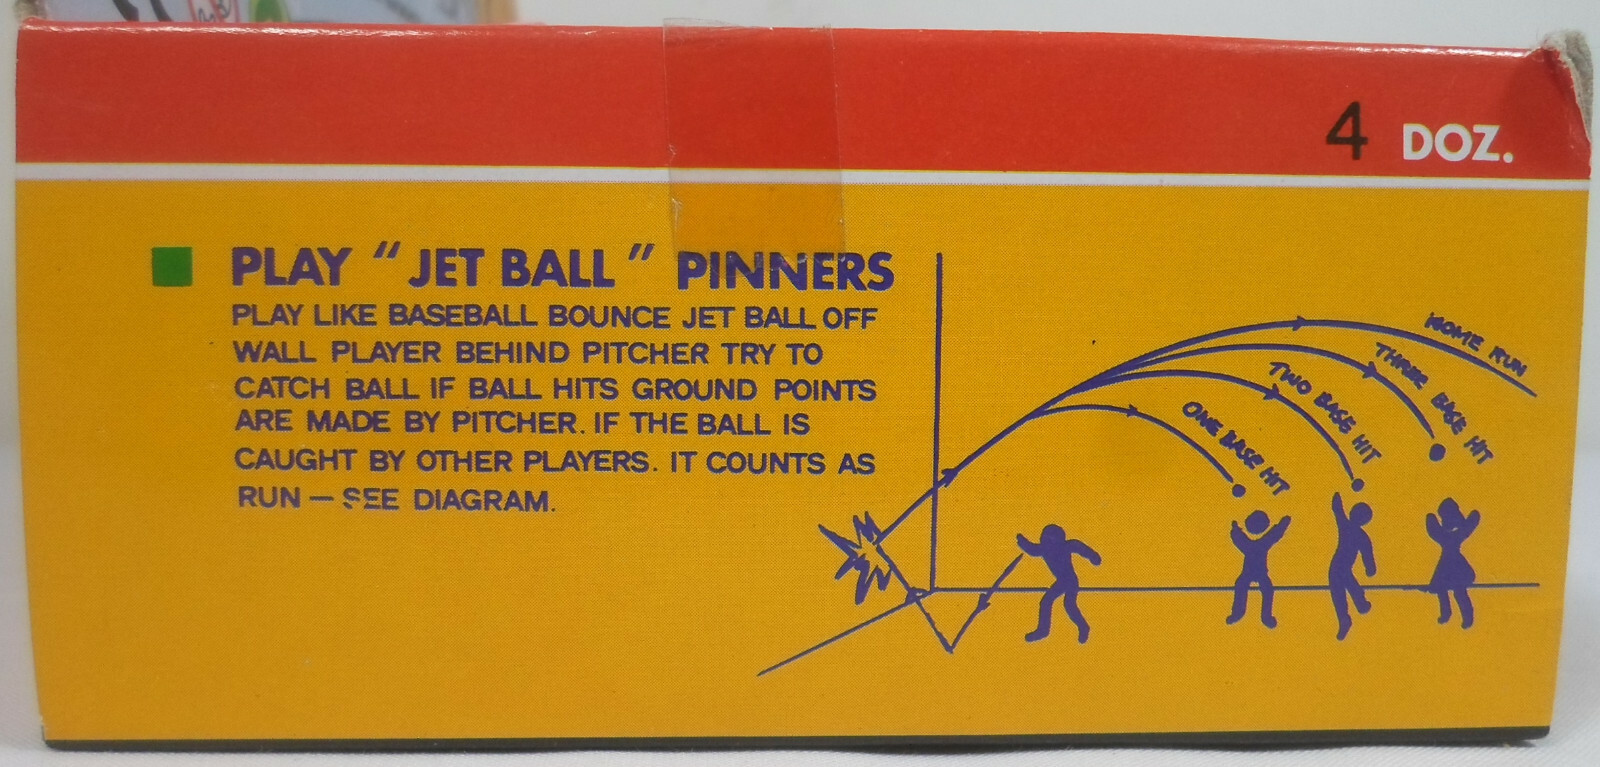 4 DOZ.
PLAY "JET BALL" PINNERS
PLAY LIKE BASEBALL BOUNCE JET BALL OFF
WALL PLAYER BEHIND PITCHER TRY TO
CATCH BALL IF BALL HITS GROUND POINTS
ARE MADE BY PITCHER. IF THE BALL IS
CAUGHT BY OTHER PLAYERS. IT COUNTS AS
RUN — SEE DIAGRAM.
HOME RUN
THREE BASE HIT
TWO BASE HIT
ONE BASE HIT